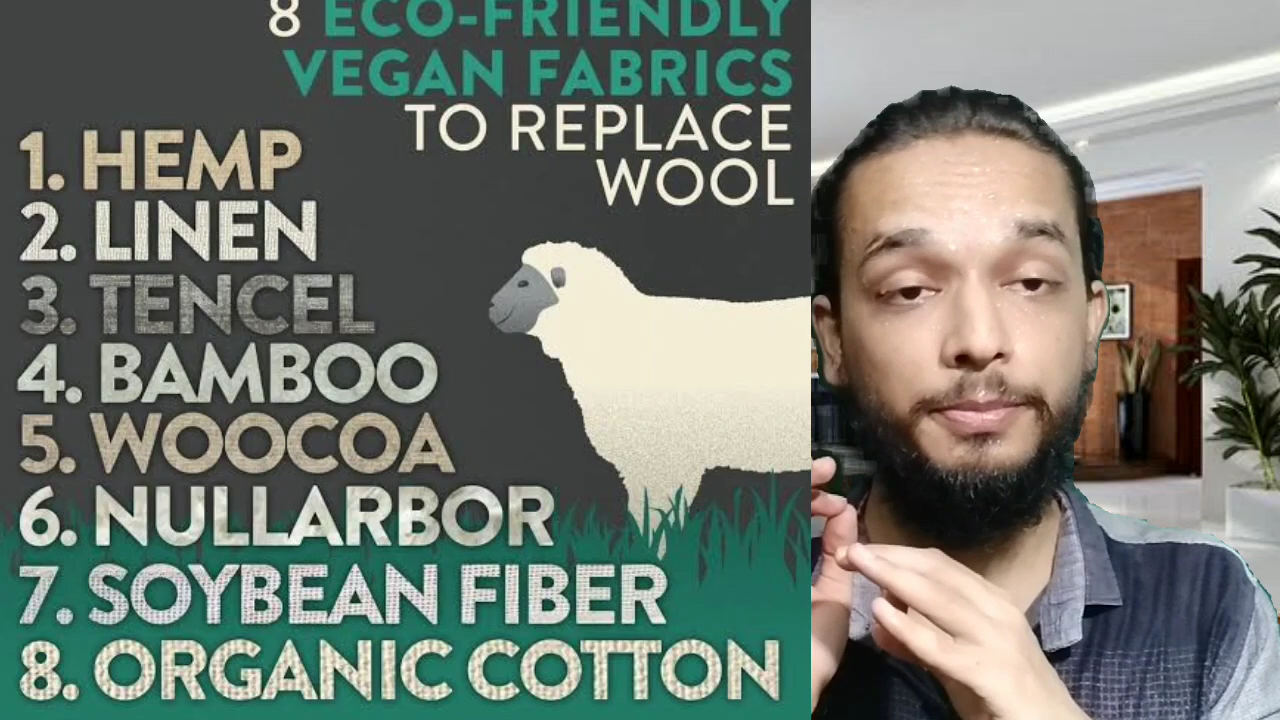 8 ECO-FRIENDLY
VEGAN FABRICS
TO REPLACE
WOOL
1. HEMP
2. LINEN
3. TENCEL
4. BAMBOO
5. WOOCOA
6. NULLARBOR
7. SOYBEAN FIBER
8. ORGANIC COTTON